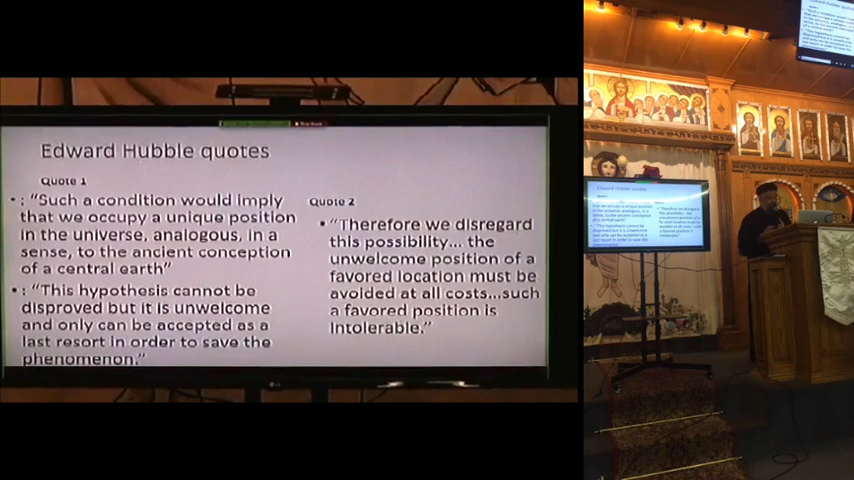 Edward Hubble quotes
Quote 1
• : “Such a condition would imply
that we occupy a unique position
in the universe, analogous, in a
sense, to the ancient conception
of a central earth”
• : “This hypothesis cannot be
disproved but it is unwelcome
and only can be accepted as a
last resort in order to save the
phenomenon.”
Quote 2
• “Therefore we disregard
this possibility... the
unwelcome position of a
favored location must be
avoided at all costs...such
a favored position is
intolerable.”
LG
Edward Hubble quotes